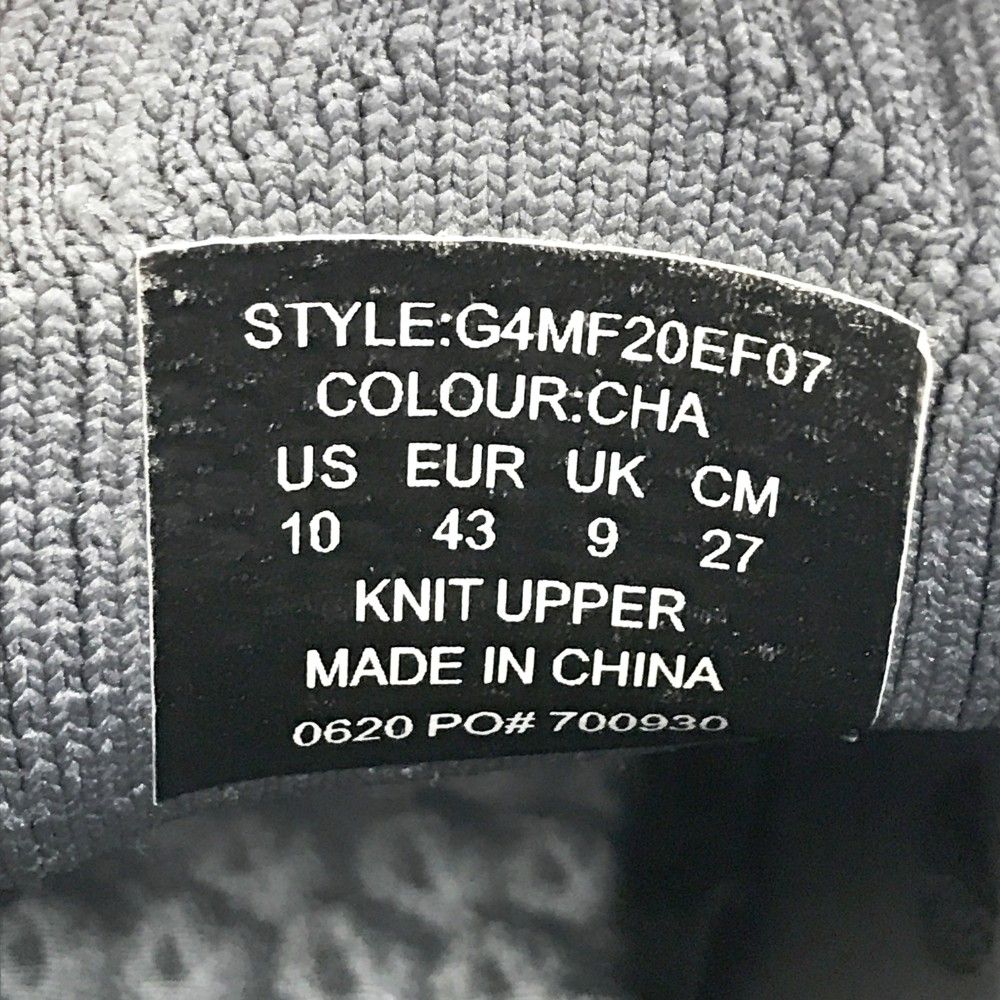 STYLE:G4MF20EF07
COLOUR:CHA
US EUR UK CM
10 43 9 27
KNIT UPPER
MADE IN CHINA
0620 PO# 700930